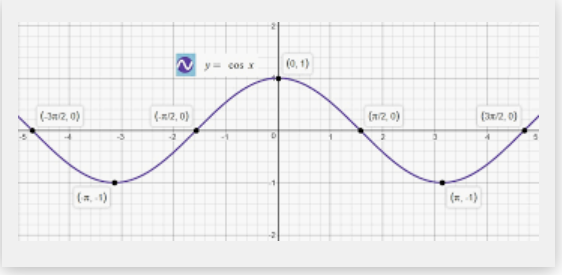 2
y = cos x
(0, 1)
(-3π/2, 0)
(-π/2, 0)
(π/2, 0)
(3π/2, 0)
-5 -4 -3 -2 -1 0 1 2 3 4 5
(-π, -1)
-1
(π, -1)
-2